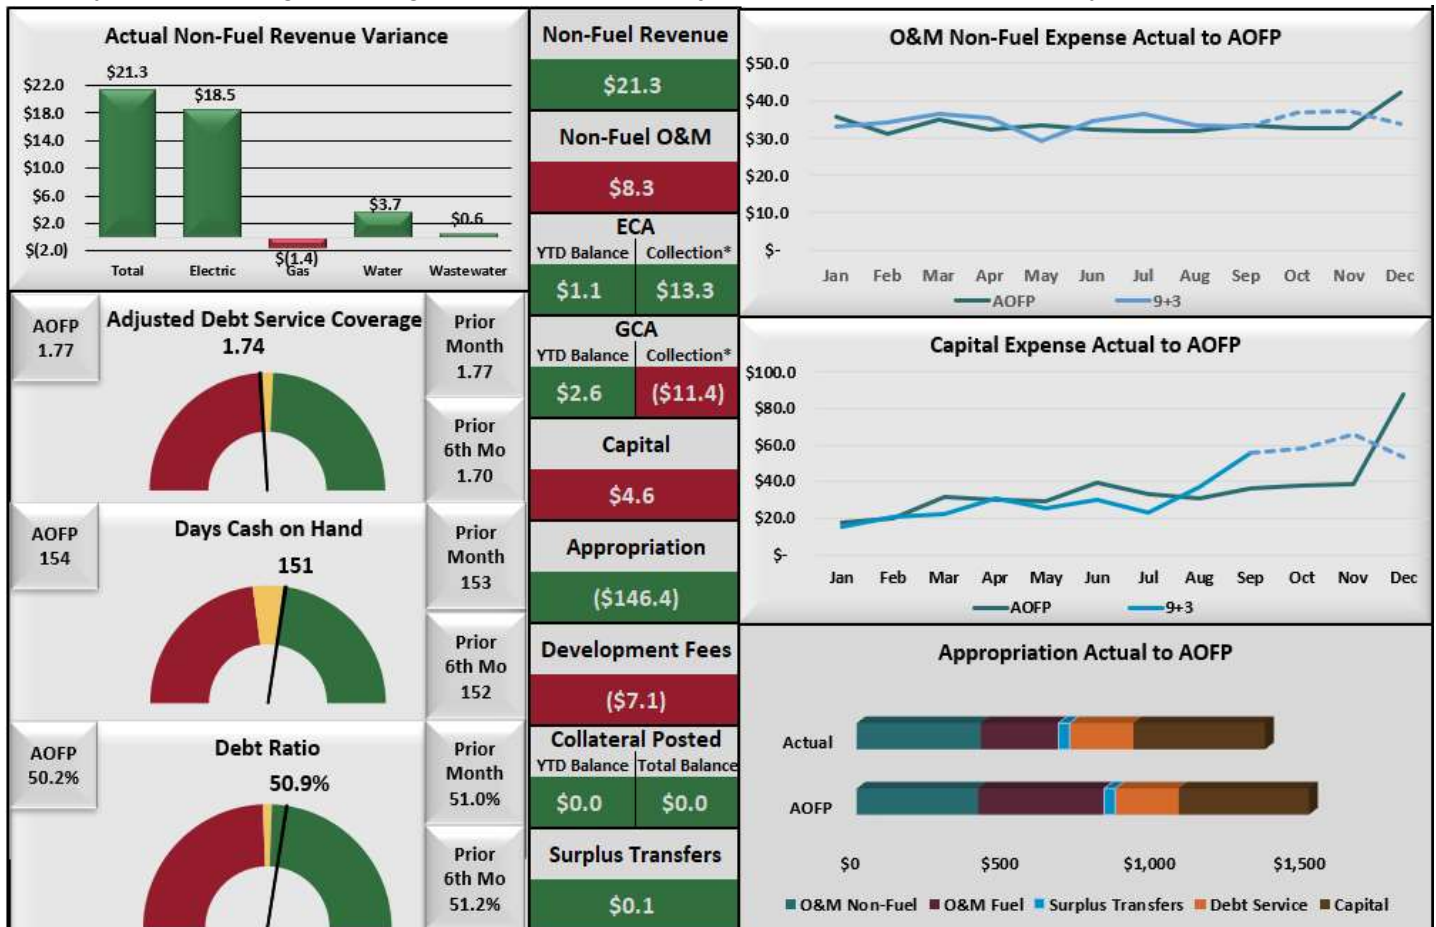 Actual Non-Fuel Revenue Variance
$22.0
$18.0
$14.0
$10.0
$6.0
$2.0
$(2.0)
$21.3
$18.5
$(1.4)
$3.7
$0.6
Total
Electric
Gas
Water
Wastewater
AOFP
1.77
Adjusted Debt Service Coverage
1.74
Prior
Month
1.77
Prior
6th Mo
1.70
AOFP
154
Days Cash on Hand
151
Prior
Month
153
Prior
6th Mo
152
AOFP
50.2%
Debt Ratio
50.9%
Prior
Month
51.0%
Prior
6th Mo
51.2%
Non-Fuel Revenue
$21.3
Non-Fuel O&M
$8.3
ECA
YTD Balance Collection*
$1.1 $13.3
GCA
YTD Balance Collection*
$2.6 ($11.4)
Capital
$4.6
Appropriation
($146.4)
Development Fees
($7.1)
Collateral Posted
YTD Balance Total Balance
$0.0 $0.0
Surplus Transfers
$0.1
O&M Non-Fuel Expense Actual to AOFP
$50.0
$40.0
$30.0
$20.0
$10.0
$-
Jan Feb Mar Apr May Jun Jul Aug Sep Oct Nov Dec
AOFP 9+3
Capital Expense Actual to AOFP
$100.0
$80.0
$60.0
$40.0
$20.0
$-
Jan Feb Mar Apr May Jun Jul Aug Sep Oct Nov Dec
AOFP 9+3
Appropriation Actual to AOFP
Actual
AOFP
$0 $500 $1,000 $1,500
O&M Non-Fuel O&M Fuel Surplus Transfers Debt Service Capital